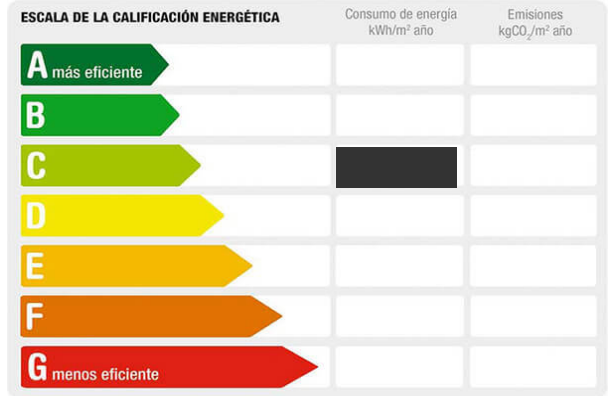 ESCALA DE LA CALIFICACIÓN ENERGÉTICA
Consumo de energía
kWh/m² año
Emisiones
kgCO₂/m² año
A más eficiente
B
C
D
E
F
G menos eficiente